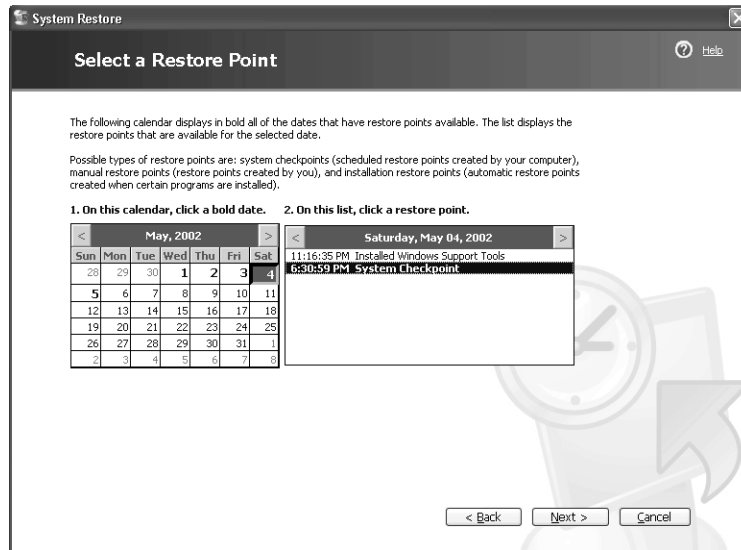 System Restore
Select a Restore Point
Help
The following calendar displays in bold all of the dates that have restore points available. The list displays the
restore points that are available for the selected date.
Possible types of restore points are: system checkpoints (scheduled restore points created by your computer),
manual restore points (restore points created by you), and installation restore points (automatic restore points
created when certain programs are installed).
1. On this calendar, click a bold date.
2. On this list, click a restore point.
< May, 2002 >
Sun Mon Tue Wed Thu Fri Sat
28 29 30 1 2 3 4
5 6 7 8 9 10 11
12 13 14 15 16 17 18
19 20 21 22 23 24 25
26 27 28 29 30 31 1
2 3 4 5 6 7 8
< Saturday, May 04, 2002 >
11:16:35 PM Installed Windows Support Tools
6:30:59 PM System Checkpoint
< Back
Next >
Cancel